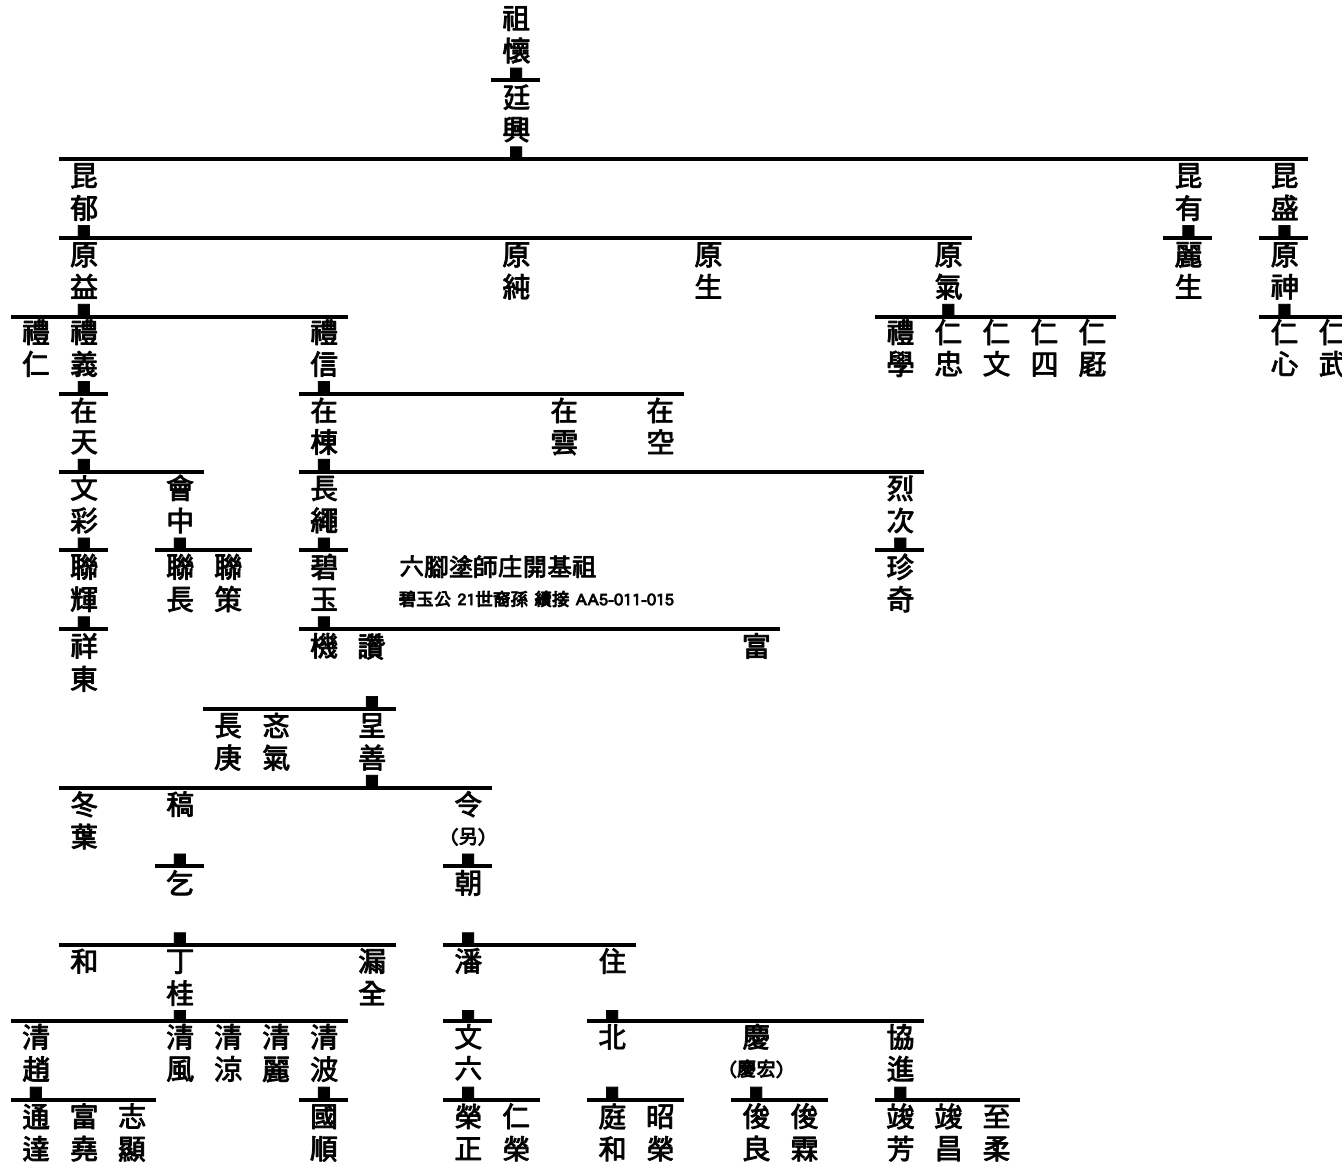 祖懷
廷興
昆郁 昆有 昆盛
原益 原純 原生 原氣 麗生 原神
禮仁 禮義 禮信 禮學 仁忠 仁文 仁四 仁 仁心 仁武
在天 在棟 在雲 在空
文彩 會中 長繩 烈次
聯輝 聯長 聯策 碧玉 六腳塗師庄開基祖 珍奇
碧玉公 21世裔孫 續接 AA5-011-015
祥東 機 讚 富
長庚 忞氣 呈善
冬葉 稿 令(另)
乞 朝
和 丁桂 漏全 潘 住
清趙 清風 清涼 清麗 清波 文六 北 慶(慶宏) 協進
通達 富堯 志顯 國順 榮正 仁榮 庭和 昭榮 俊良 俊霖 竣芳 竣昌 至柔